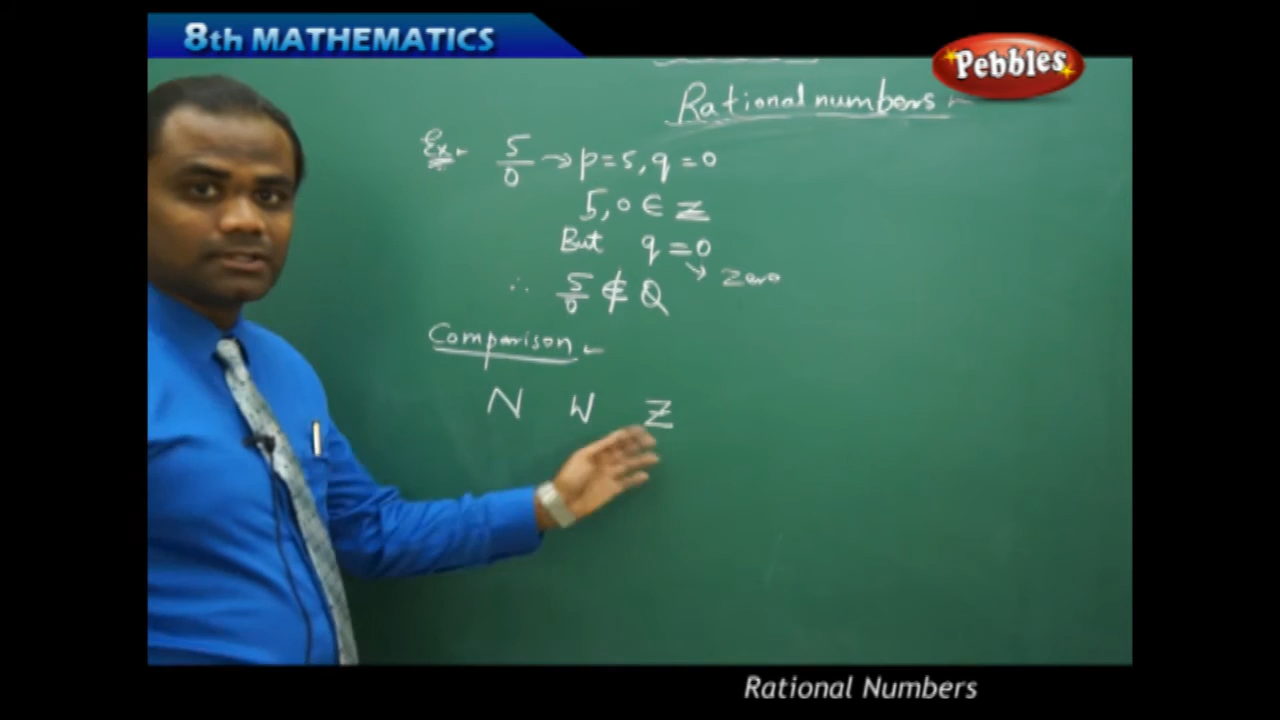 8th MATHEMATICS
Pebbles
Rational numbers
Ex 5/0 → p = 5, q = 0
5, 0 ∈ Z
But q = 0
→ Zero
∴ 5/0 ∉ Q
Comparison
N W Z
Rational Numbers